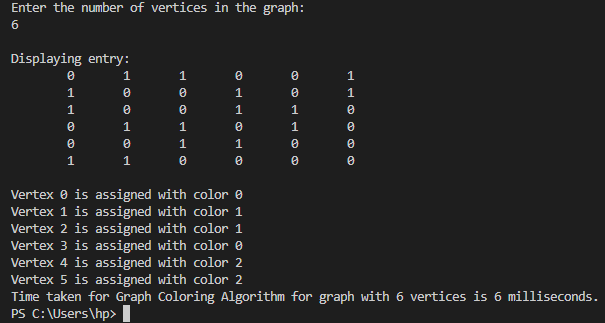 Enter the number of vertices in the graph:
6
Displaying entry:
0 1 1 0 0 1
1 0 0 1 0 1
1 0 0 1 1 0
0 1 1 0 1 0
0 0 1 1 0 0
1 1 0 0 0 0
Vertex 0 is assigned with color 0
Vertex 1 is assigned with color 1
Vertex 2 is assigned with color 1
Vertex 3 is assigned with color 0
Vertex 4 is assigned with color 2
Vertex 5 is assigned with color 2
Time taken for Graph Coloring Algorithm for graph with 6 vertices is 6 milliseconds.
PS C:\Users\hp>